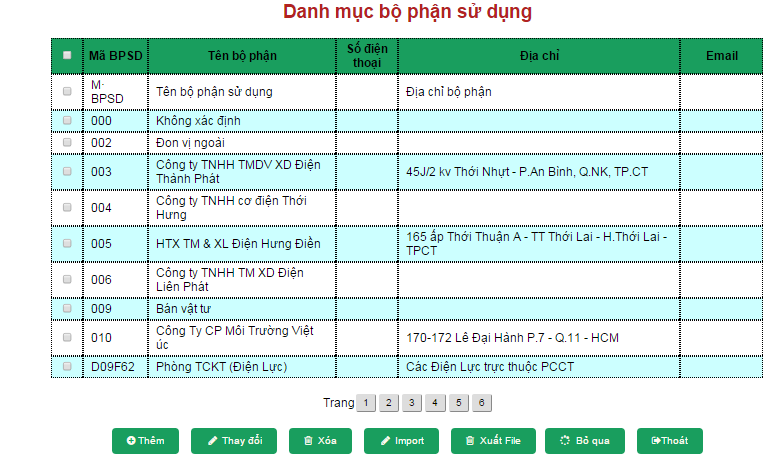 Danh mục bộ phận sử dụng
Mã BPSD Tên bộ phận Số điện thoại Địa chỉ Email
M-BPSD Tên bộ phận sử dụng Địa chỉ bộ phận
000 Không xác định
002 Đơn vị ngoài
003 Công ty TNHH TMDV XD Điện Thành Phát 45J/2 kv Thới Nhựt - P.An Bình, Q.NK, TP.CT
004 Công ty TNHH cơ điện Thới Hưng
005 HTX TM & XL Điện Hưng Điền 165 ấp Thới Thuận A - TT Thới Lai - H.Thới Lai - TPCT
006 Công ty TNHH TM XD Điện Liên Phát
009 Bán vật tư
010 Công Ty CP Môi Trường Việt úc 170-172 Lê Đại Hành P.7 - Q.11 - HCM
D09F62 Phòng TCKT (Điện Lực) Các Điện Lực trực thuộc PCCT
Trang 1 2 3 4 5 6
Thêm Thay đổi Xóa Import Xuất File Bỏ qua Thoát